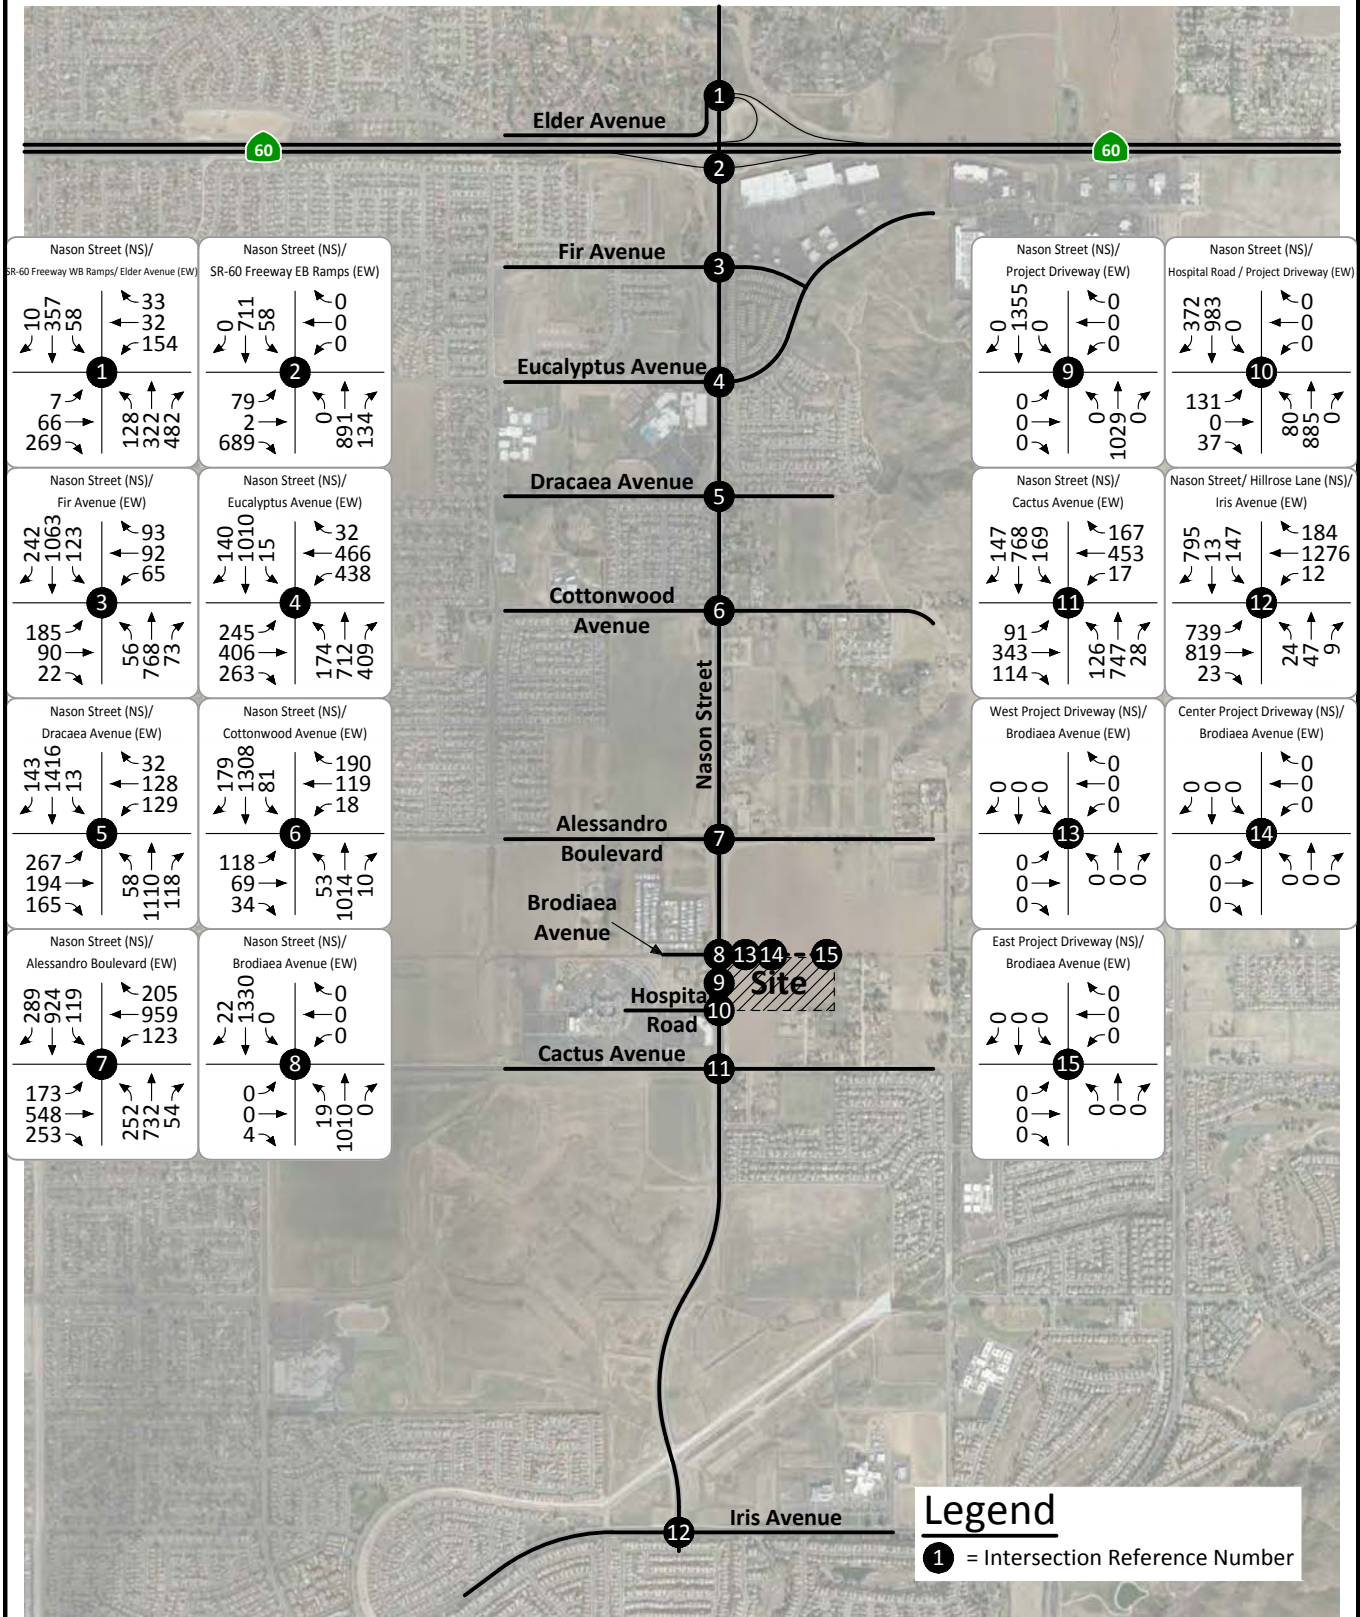 1
Elder Avenue
60
60
2
Fir Avenue
3
Eucalyptus Avenue
4
Dracaea Avenue
5
Cottonwood
Avenue
6
Nason Street
Alessandro
Boulevard
7
Brodiaea
Avenue
8 13 14 15
9
Site
Hospital
Road
10
Cactus Avenue
11
Iris Avenue
12
Nason Street (NS)/
SR-60 Freeway WB Ramps/ Elder Avenue (EW)
10 357 58
33
32
154
1
7
66
269
128 322 482
Nason Street (NS)/
SR-60 Freeway EB Ramps (EW)
0 711 58
0
0
0
2
79
2
689
0 891 134
Nason Street (NS)/
Fir Avenue (EW)
242 1063 123
93
92
65
3
185
90
22
56 768 73
Nason Street (NS)/
Eucalyptus Avenue (EW)
140 1010 15
32
466
438
4
245
406
263
174 712 409
Nason Street (NS)/
Dracaea Avenue (EW)
143 1416 13
32
128
129
5
267
194
165
58 1110 118
Nason Street (NS)/
Cottonwood Avenue (EW)
179 1308 81
190
119
18
6
118
69
34
53 1014 10
Nason Street (NS)/
Alessandro Boulevard (EW)
289 924 119
205
959
123
7
173
548
253
252 732 54
Nason Street (NS)/
Brodiaea Avenue (EW)
22 1330 0
0
0
0
8
0
0
4
19 1010 0
Nason Street (NS)/
Project Driveway (EW)
0 1355 0
0
0
0
9
0
0
0
0 1029 0
Nason Street (NS)/
Hospital Road / Project Driveway (EW)
372 983 0
0
0
0
10
131
0
37
80 885 0
Nason Street (NS)/
Cactus Avenue (EW)
147 768 169
167
453
17
11
91
343
114
126 747 28
Nason Street/ Hillrose Lane (NS)/
Iris Avenue (EW)
795 13 147
184
1276
12
12
739
819
23
24 47 9
West Project Driveway (NS)/
Brodiaea Avenue (EW)
0 0 0
0
0
0
13
0
0
0
0 0 0
Center Project Driveway (NS)/
Brodiaea Avenue (EW)
0 0 0
0
0
0
14
0
0
0
0 0 0
East Project Driveway (NS)/
Brodiaea Avenue (EW)
0 0 0
0
0
0
15
0
0
0
0 0 0
Legend
1 = Intersection Reference Number